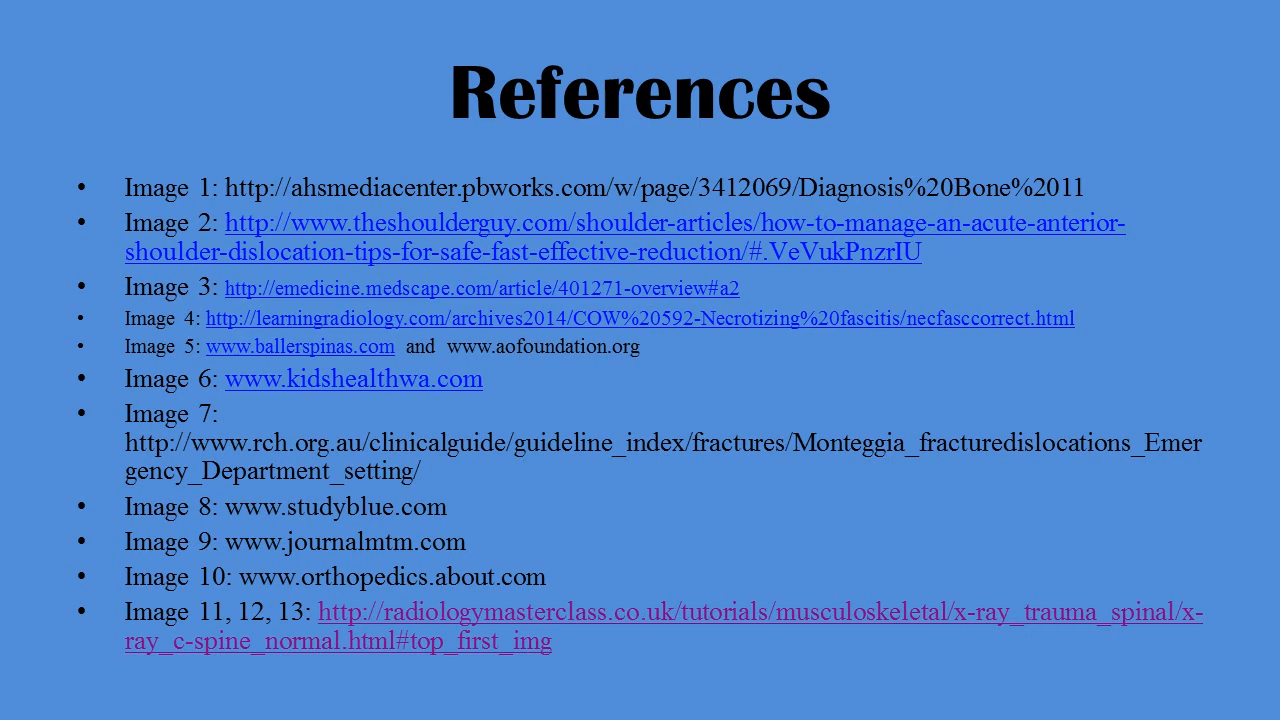 References
• Image 1: http://ahsmediacenter.pbworks.com/w/page/3412069/Diagnosis%20Bone%2011
• Image 2: http://www.theshoulderguy.com/shoulder-articles/how-to-manage-an-acute-anterior-
shoulder-dislocation-tips-for-safe-fast-effective-reduction/#.VeVukPnzrIU
• Image 3: http://emedicine.medscape.com/article/401271-overview#a2
• Image 4: http://learningradiology.com/archives2014/COW%20592-Necrotizing%20fascitis/necfasccorrect.html
• Image 5: www.ballerspinas.com and www.aofoundation.org
• Image 6: www.kidshealthwa.com
• Image 7:
http://www.rch.org.au/clinicalguide/guideline_index/fractures/Monteggia_fracturedislocations_Emer
gency_Department_setting/
• Image 8: www.studyblue.com
• Image 9: www.journalmtm.com
• Image 10: www.orthopedics.about.com
• Image 11, 12, 13: http://radiologymasterclass.co.uk/tutorials/musculoskeletal/x-ray_trauma_spinal/x-
ray_c-spine_normal.html#top_first_img